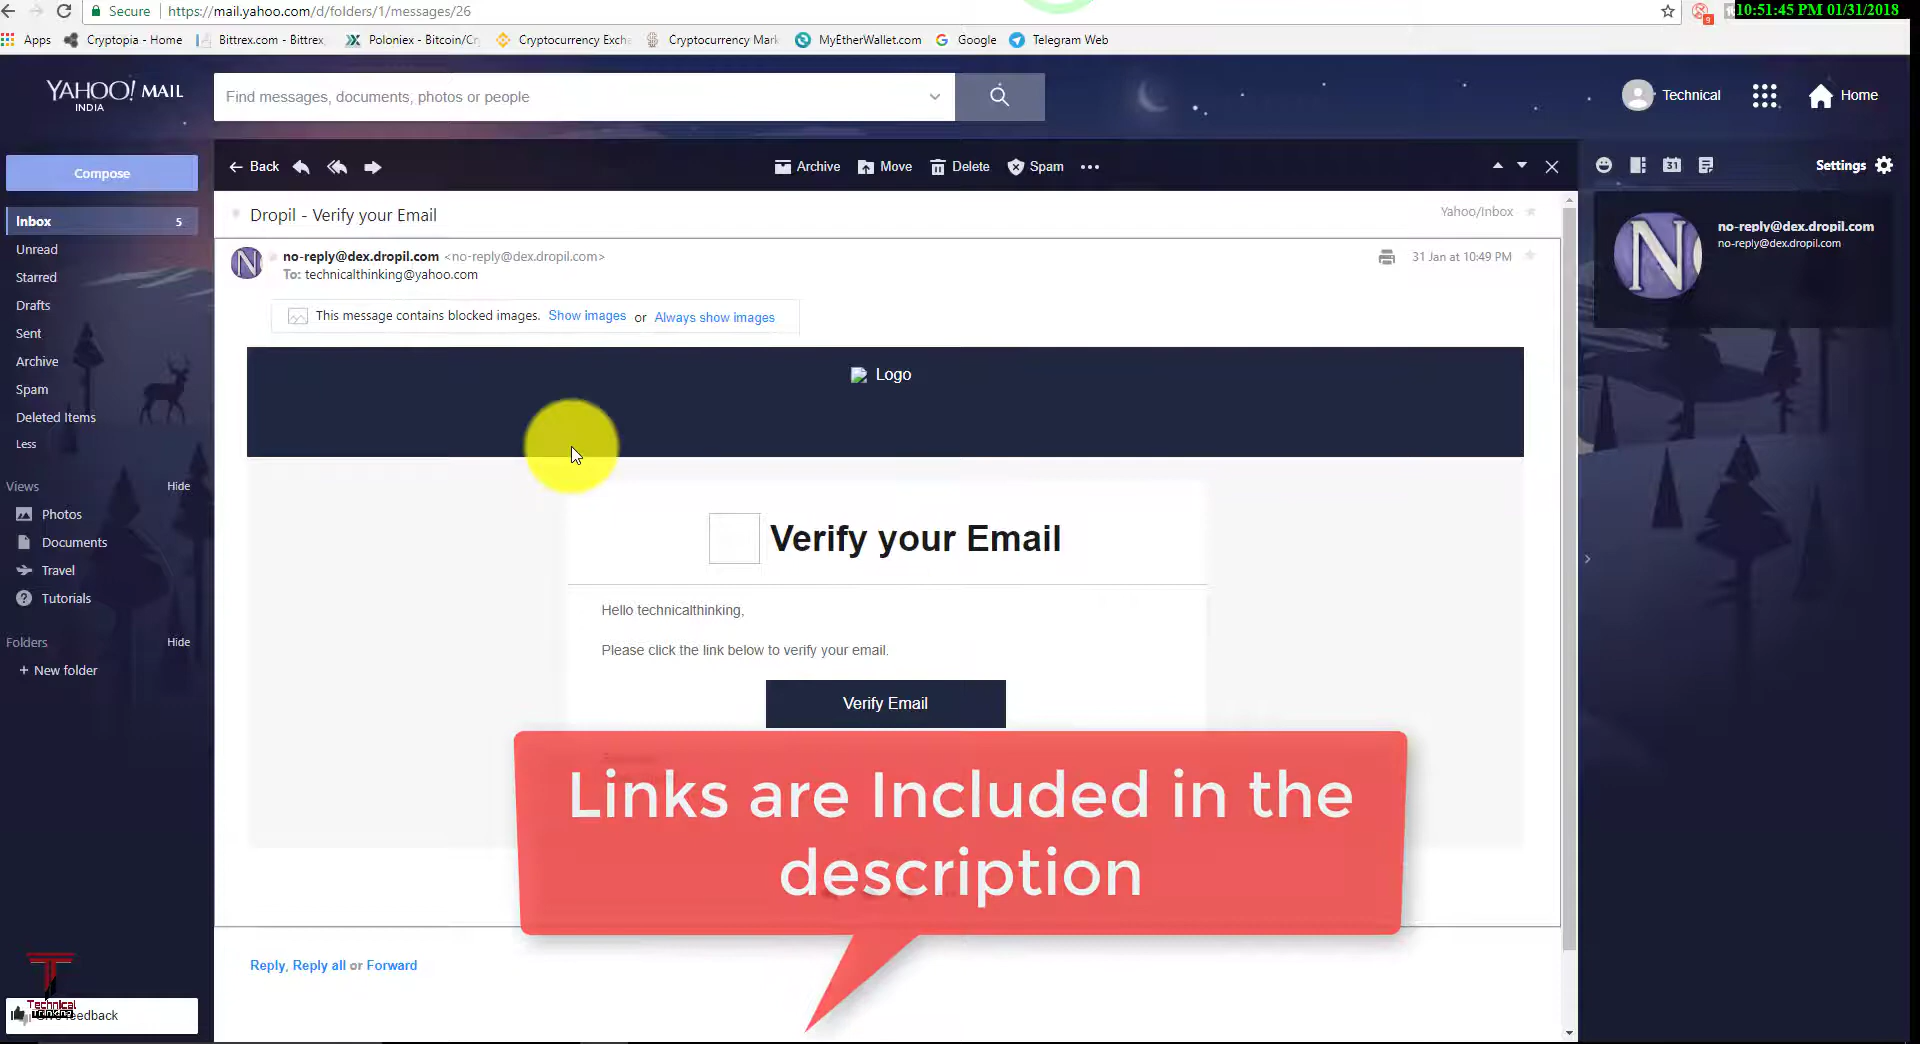 Secure https://mail.yahoo.com/d/folders/1/messages/26
10:51:45 PM 01/31/2018
Apps Cryptopia - Home Bittrex.com - Bittrex, Poloniex - Bitcoin/Cr Cryptocurrency Exch Cryptocurrency Mark MyEtherWallet.com Google Telegram Web
YAHOO! MAIL
INDIA
Find messages, documents, photos or people
Technical
Home
Compose
Back
Archive Move Delete Spam
Settings
Inbox 5
Unread
Starred
Drafts
Sent
Archive
Spam
Deleted Items
Less
Views Hide
Photos
Documents
Travel
Tutorials
Folders Hide
+ New folder
Dropil - Verify your Email
Yahoo/Inbox
N
no-reply@dex.dropil.com <no-reply@dex.dropil.com>
31 Jan at 10:49 PM
To: technicalthinking@yahoo.com
This message contains blocked images. Show images or Always show images
Logo
Verify your Email
Hello technicalthinking,
Please click the link below to verify your email.
Verify Email
Links are Included in the
description
Reply, Reply all or Forward
31
N
no-reply@dex.dropil.com
no-reply@dex.dropil.com
Technical
Thinking
feedback